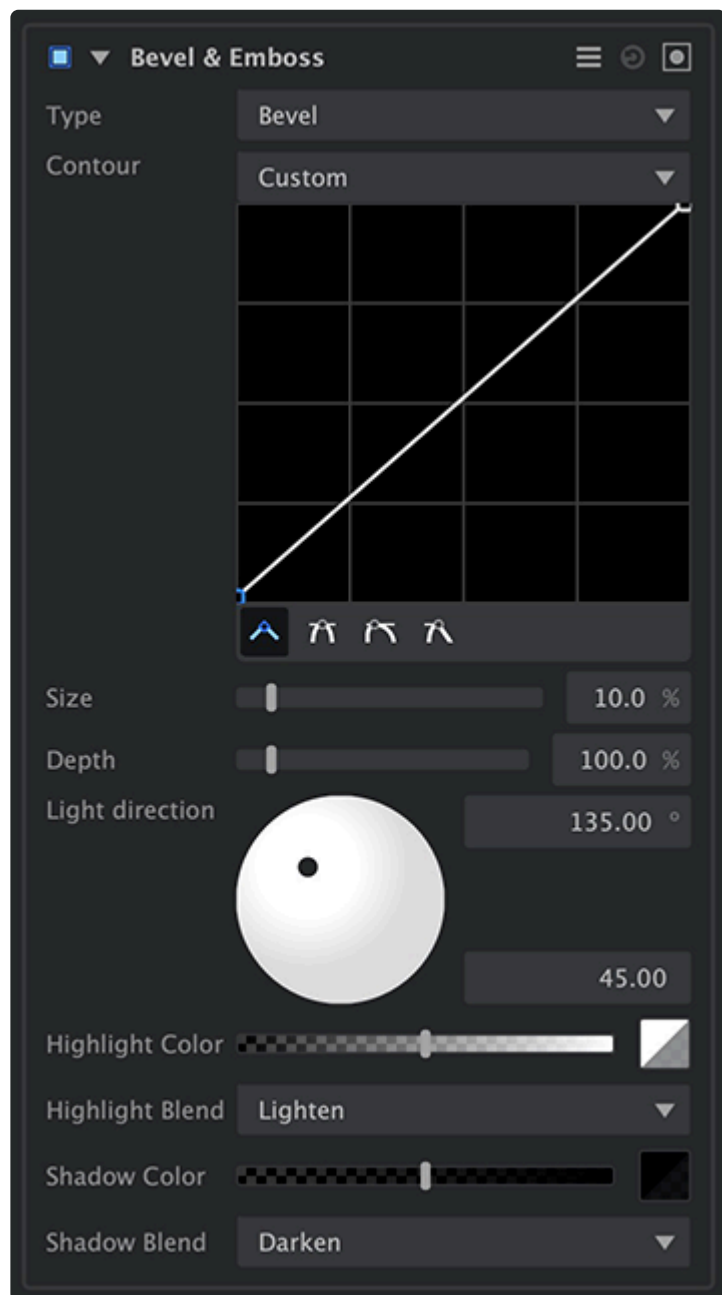 Bevel & Emboss
Type Bevel
Contour Custom
Size 10.0 %
Depth 100.0 %
Light direction 135.00 °
45.00
Highlight Color
Highlight Blend Lighten
Shadow Color
Shadow Blend Darken